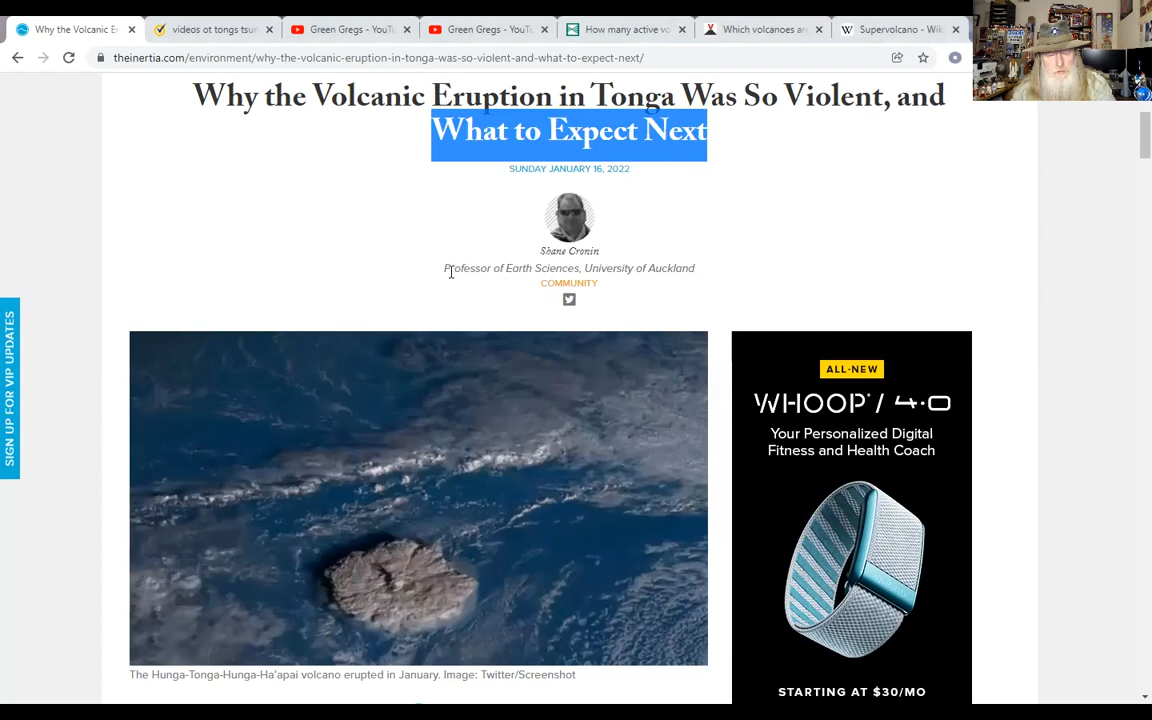 Why the Volcanic E
videos ot tongs tsur
Green Gregs - YouTu
Green Gregs - YouTu
How many active vo
Which volcanoes are
Supervolcano - Wiki
theinertia.com/environment/why-the-volcanic-eruption-in-tonga-was-so-violent-and-what-to-expect-next/
Why the Volcanic Eruption in Tonga Was So Violent, and
What to Expect Next
SUNDAY JANUARY 16, 2022
Shane Cronin
Professor of Earth Sciences, University of Auckland
COMMUNITY
SIGN UP FOR VIP UPDATES
ALL-NEW
WHOOP / 4.0
Your Personalized Digital
Fitness and Health Coach
STARTING AT $30/MO
The Hunga-Tonga-Hunga-Ha'apai volcano erupted in January. Image: Twitter/Screenshot